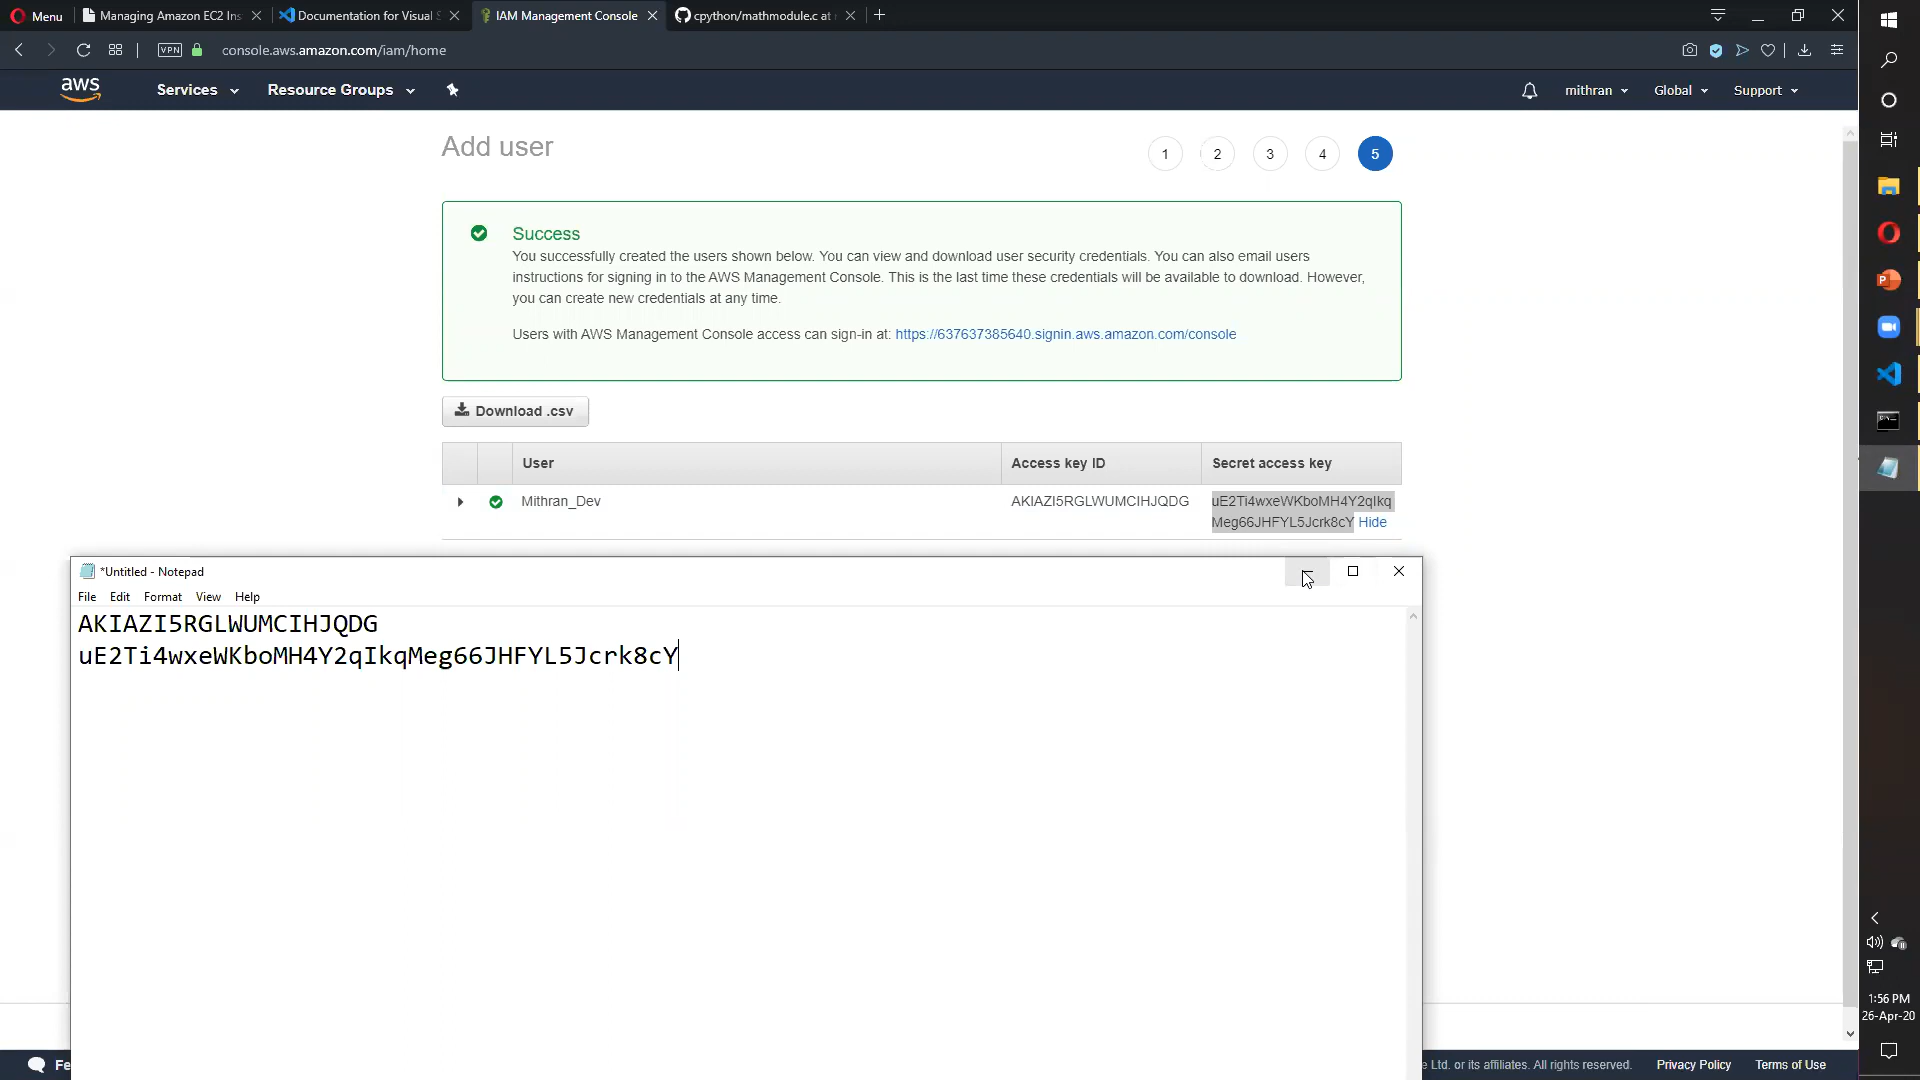 Menu
Managing Amazon EC2 Ins
Documentation for Visual S
IAM Management Console
cpython/mathmodule.c at
VPN
console.aws.amazon.com/iam/home
aws
Services
Resource Groups
mithran
Global
Support
Add user
1
2
3
4
5
Success
You successfully created the users shown below. You can view and download user security credentials. You can also email users
instructions for signing in to the AWS Management Console. This is the last time these credentials will be available to download. However,
you can create new credentials at any time.
Users with AWS Management Console access can sign-in at: https://637637385640.signin.aws.amazon.com/console
Download .csv
User
Access key ID
Secret access key
Mithran_Dev
AKIAZI5RGLWUMCIHJQDG
uE2Ti4wxeWKboMH4Y2qIkq
Meg66JHFYL5Jcrk8cY Hide
*Untitled - Notepad
File Edit Format View Help
AKIAZI5RGLWUMCIHJQDG
uE2Ti4wxeWKboMH4Y2qIkqMeg66JHFYL5Jcrk8cY
1:56 PM
26-Apr-20
Fe
e Ltd. or its affiliates. All rights reserved.
Privacy Policy
Terms of Use